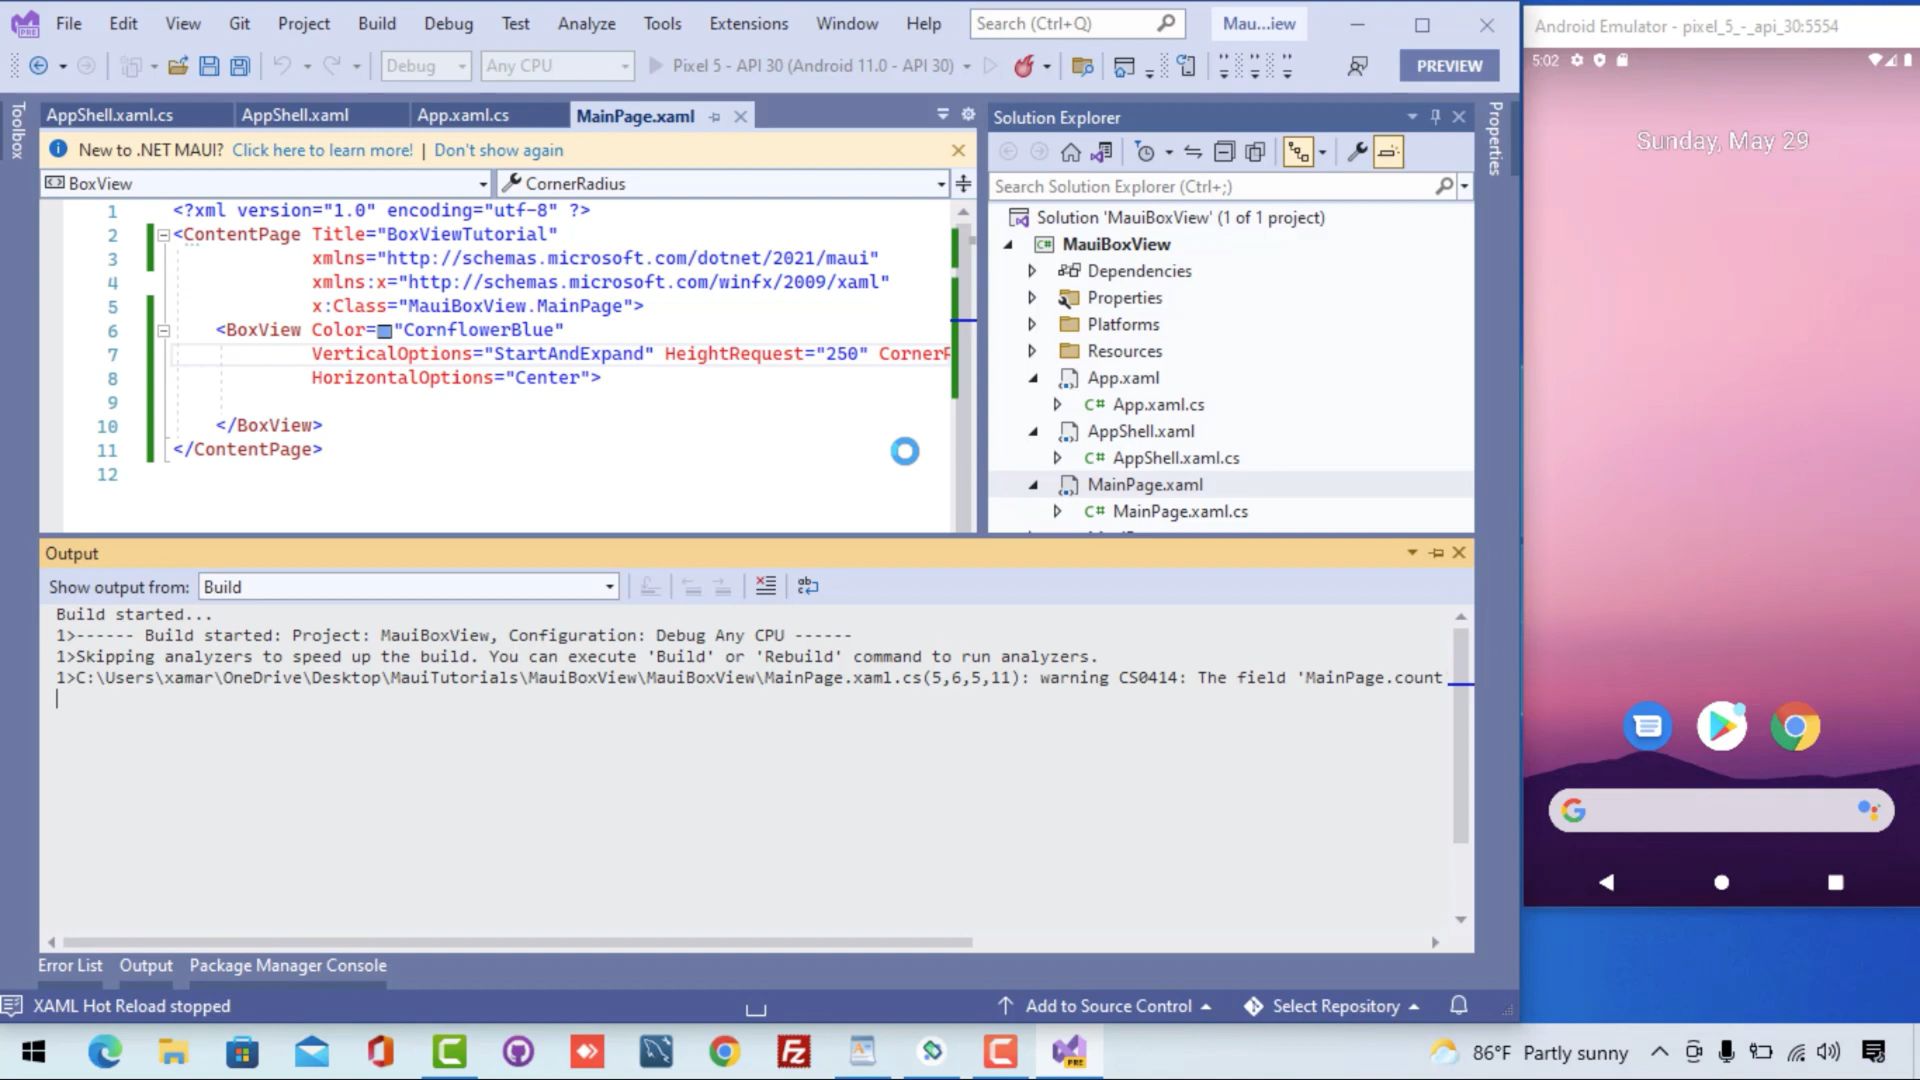 File Edit View Git Project Build Debug Test Analyze Tools Extensions Window Help Search (Ctrl+Q) Mau...iew
Debug Any CPU Pixel 5 - API 30 (Android 11.0 - API 30) PREVIEW
Android Emulator - pixel_5_-_api_30:5554
5:02
Sunday, May 29
Toolbox
AppShell.xaml.cs AppShell.xaml App.xaml.cs MainPage.xaml
New to .NET MAUI? Click here to learn more! | Don't show again
BoxView CornerRadius
1 <?xml version="1.0" encoding="utf-8" ?>
2 <ContentPage Title="BoxViewTutorial"
3 xmlns="http://schemas.microsoft.com/dotnet/2021/maui"
4 xmlns:x="http://schemas.microsoft.com/winfx/2009/xaml"
5 x:Class="MauiBoxView.MainPage">
6 <BoxView Color="CornflowerBlue"
7 VerticalOptions="StartAndExpand" HeightRequest="250" CornerR
8 HorizontalOptions="Center">
9
10 </BoxView>
11 </ContentPage>
12
Solution Explorer
Properties
Search Solution Explorer (Ctrl+;)
Solution 'MauiBoxView' (1 of 1 project)
C# MauiBoxView
Dependencies
Properties
Platforms
Resources
App.xaml
C# App.xaml.cs
AppShell.xaml
C# AppShell.xaml.cs
MainPage.xaml
C# MainPage.xaml.cs
Output
Show output from: Build
Build started...
1>------ Build started: Project: MauiBoxView, Configuration: Debug Any CPU ------
1>Skipping analyzers to speed up the build. You can execute 'Build' or 'Rebuild' command to run analyzers.
1>C:\Users\xamar\OneDrive\Desktop\MauiTutorials\MauiBoxView\MauiBoxView\MainPage.xaml.cs(5,6,5,11): warning CS0414: The field 'MainPage.count
Error List Output Package Manager Console
XAML Hot Reload stopped Add to Source Control Select Repository
86°F Partly sunny